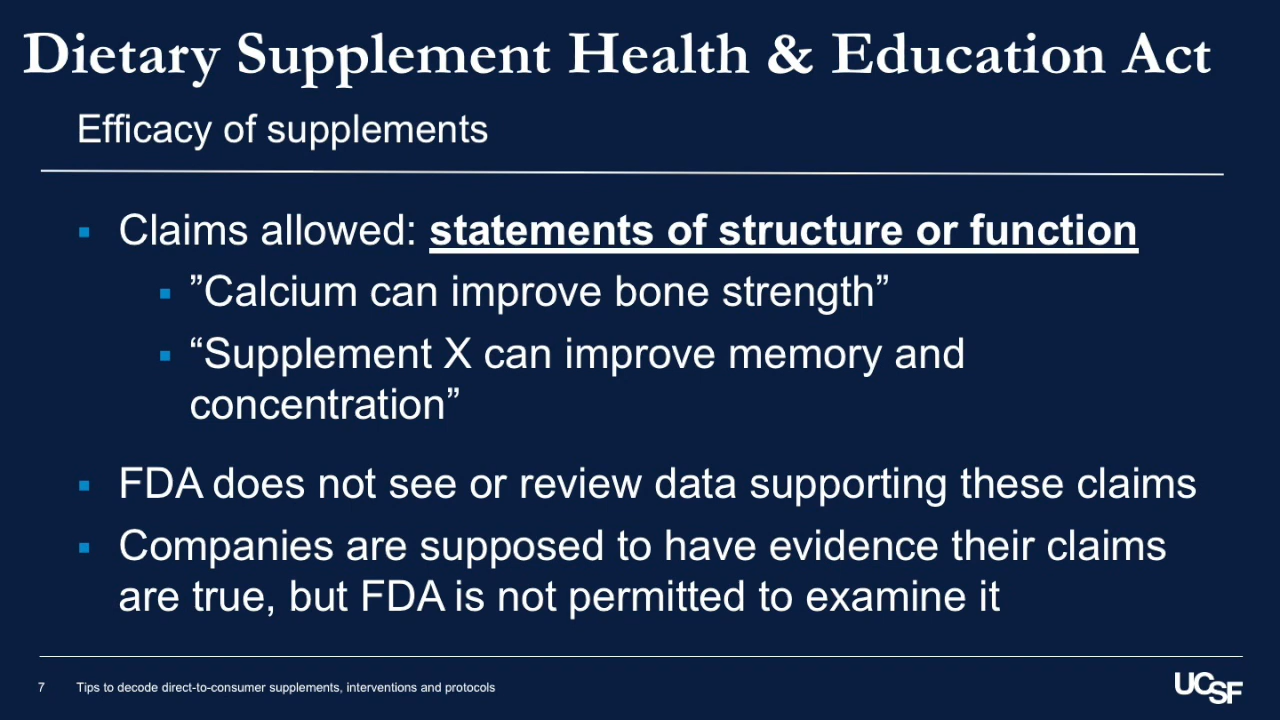 Dietary Supplement Health & Education Act
Efficacy of supplements
▪ Claims allowed: statements of structure or function
▪ ”Calcium can improve bone strength”
▪ “Supplement X can improve memory and
concentration”
▪ FDA does not see or review data supporting these claims
▪ Companies are supposed to have evidence their claims
are true, but FDA is not permitted to examine it
7 Tips to decode direct-to-consumer supplements, interventions and protocols
UCSF